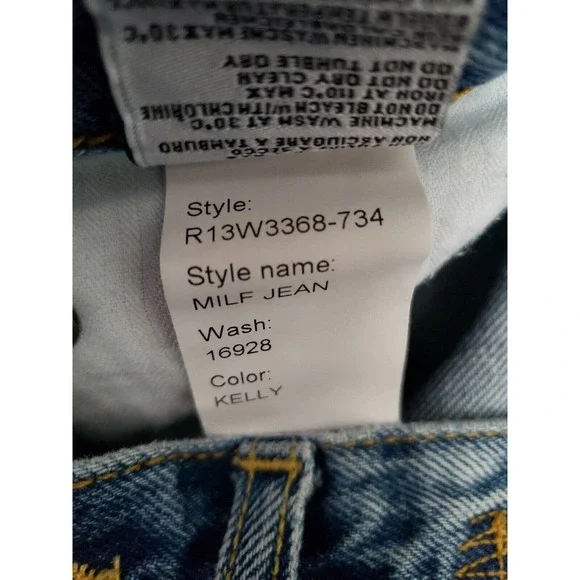 NON ASCIUGARE A TAMBURO
MACHINE WASH AT 30°C
DO NOT BLEACH WITH CHLORINE
IRON AT 110°C MAX
DO NOT DRY CLEAN
DO NOT TUMBLE DRY
Style:
R13W3368-734
Style name:
MILF JEAN
Wash:
16928
Color:
KELLY